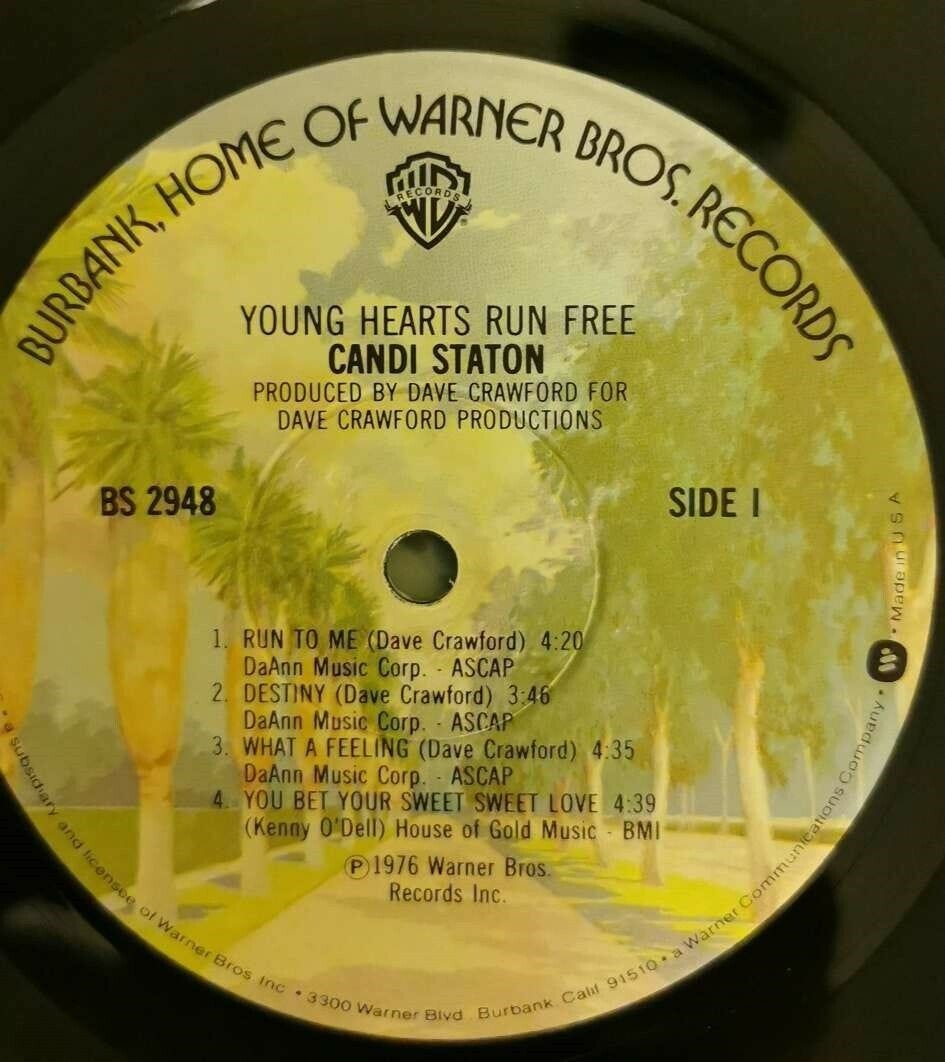 BURBANK, HOME OF WARNER BROS. RECORDS
WB
RECORDS
®
YOUNG HEARTS RUN FREE
CANDI STATON
PRODUCED BY DAVE CRAWFORD FOR
DAVE CRAWFORD PRODUCTIONS
BS 2948
SIDE I
1. RUN TO ME (Dave Crawford) 4:20
DaAnn Music Corp. - ASCAP
2. DESTINY (Dave Crawford) 3:46
DaAnn Music Corp. - ASCAP
3. WHAT A FEELING (Dave Crawford) 4:35
DaAnn Music Corp. - ASCAP
4. YOU BET YOUR SWEET SWEET LOVE 4:39
(Kenny O'Dell) House of Gold Music - BMI
Ⓟ1976 Warner Bros.
Records Inc.
• a subsidiary and licensee of Warner Bros. Inc • 3300 Warner Blvd. Burbank Calif 91510 • a Warner Communications Company • Made in U S A